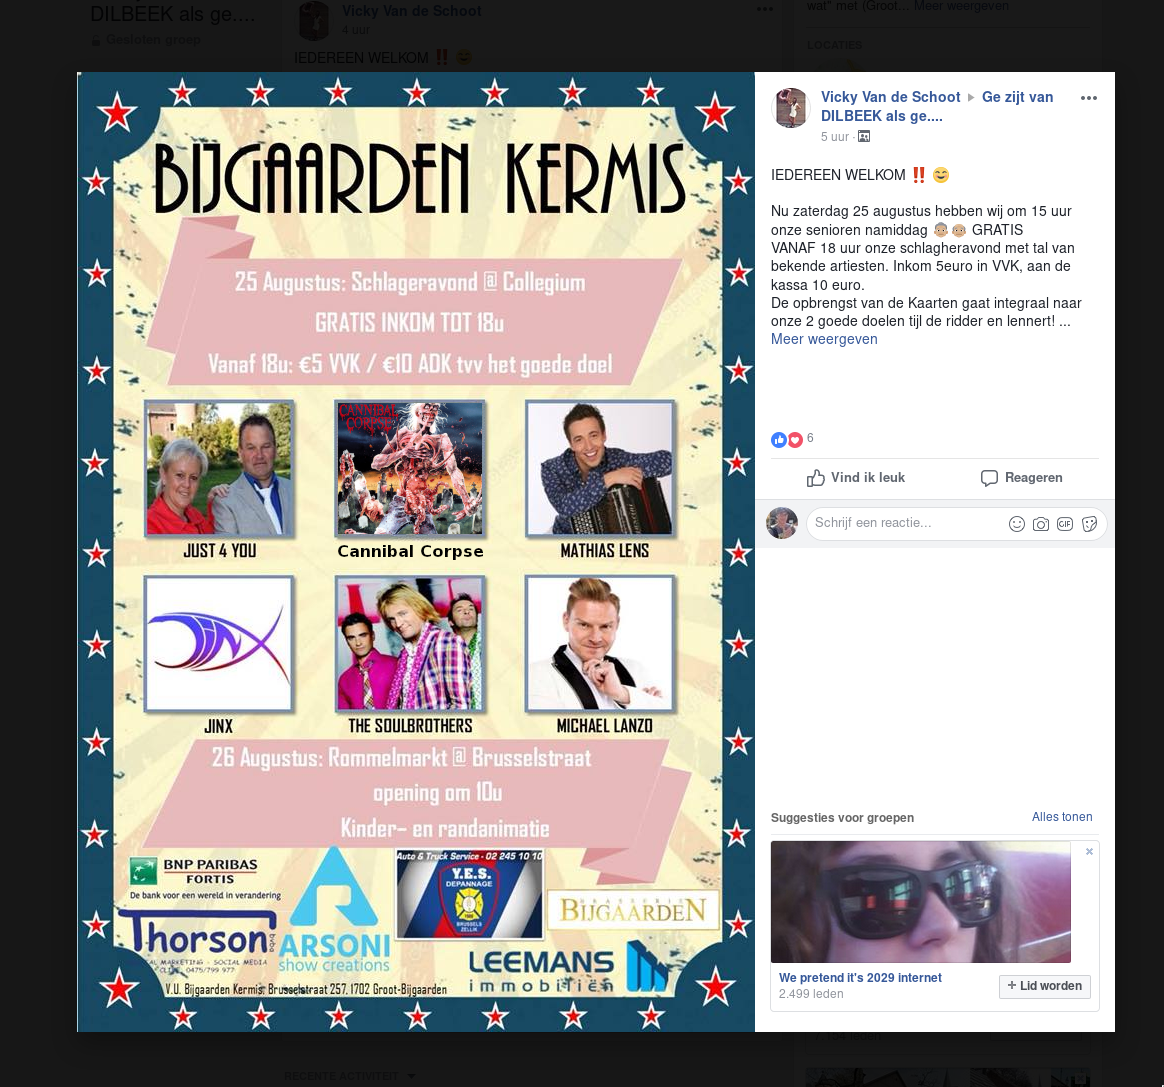 DILBEEK als ge....
Gesloten groep
Vicky Van de Schoot
4 uur
IEDEREEN WELKOM ‼ 😄
wat" met (Groot... Meer weergeven
LOCATIES
BIJGAARDEN KERMIS
25 Augustus: Schlageravond @ Collegium
GRATIS INKOM TOT 18u
Vanaf 18u: €5 VVK / €10 ADK tvv het goede doel
CANNIBAL
CORPSE
JUST 4 YOU
Cannibal Corpse
MATHIAS LENS
JINX
JINX
THE SOULBROTHERS
MICHAEL LANZO
26 Augustus: Rommelmarkt @ Brusselstraat
opening om 10u
Kinder- en randanimatie
BNP PARIBAS
FORTIS
De bank voor een wereld in verandering
Thorson bvba
AL MARKETING · SOCIAL MEDIA
0475/799 977
ARSONI
show creations
Auto & Truck Service - 02 245 10 10
Y.E.S.
DEPANNAGE
BRUSSELS
ZELLIK
BRASSERIE
BIJGAARDEN
LEEMANS
immobiliën
V.U. Bijgaarden Kermis, Brusselstraat 257, 1702 Groot-Bijgaarden
Vicky Van de Schoot ▸ Ge zijt van
DILBEEK als ge....
5 uur ·
IEDEREEN WELKOM ‼ 😄
Nu zaterdag 25 augustus hebben wij om 15 uur
onze senioren namiddag 👵👴 GRATIS
VANAF 18 uur onze schlagheravond met tal van
bekende artiesten. Inkom 5euro in VVK, aan de
kassa 10 euro.
De opbrengst van de Kaarten gaat integraal naar
onze 2 goede doelen tijl de ridder en lennert! ...
Meer weergeven
6
Vind ik leuk
Reageren
Schrijf een reactie...
GIF
Suggesties voor groepen
Alles tonen
We pretend it's 2029 internet
2.499 leden
+ Lid worden
RECENTE ACTIVITEIT